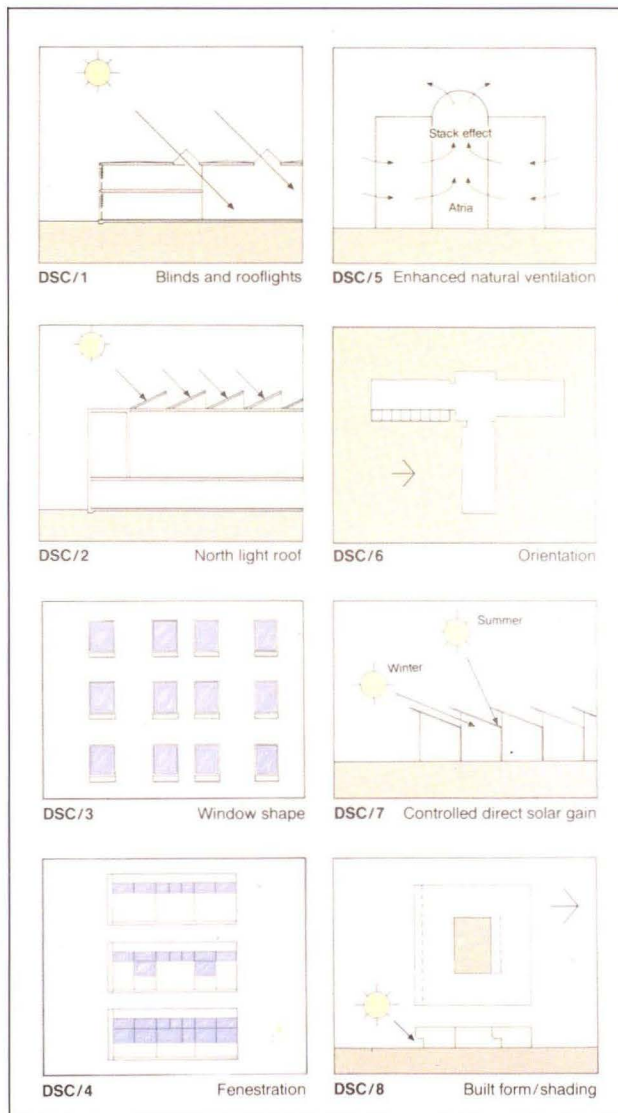 DSC/1 Blinds and rooflights
Stack effect
Atria
DSC/5 Enhanced natural ventilation
DSC/2 North light roof
DSC/6 Orientation
DSC/3 Window shape
Summer
Winter
DSC/7 Controlled direct solar gain
DSC/4 Fenestration
DSC/8 Built form/shading